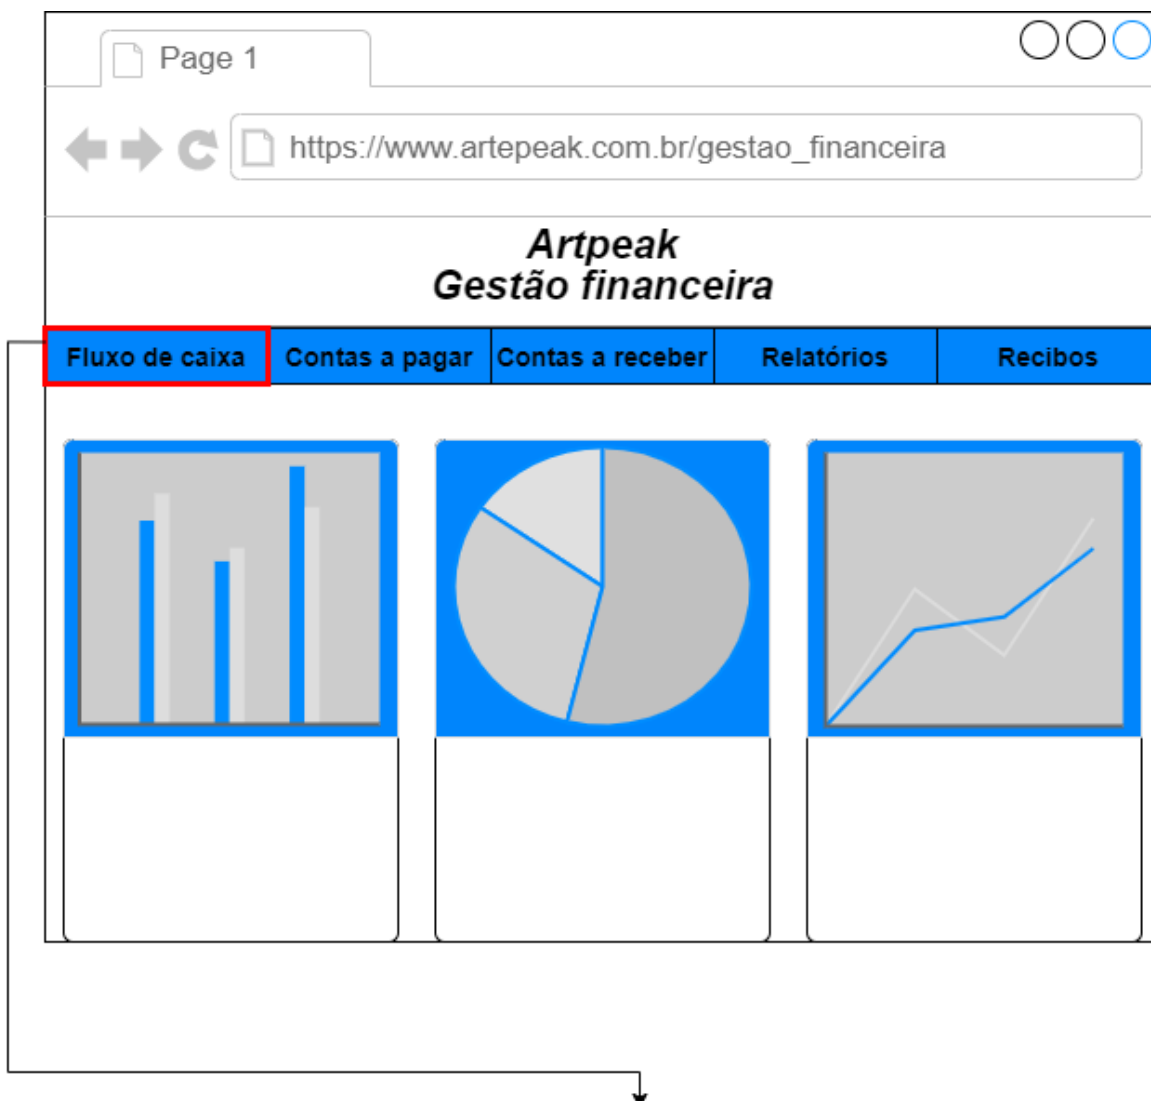 Page 1
https://www.artepeak.com.br/gestao_financeira
Artpeak
Gestão financeira
Fluxo de caixa
Contas a pagar
Contas a receber
Relatórios
Recibos